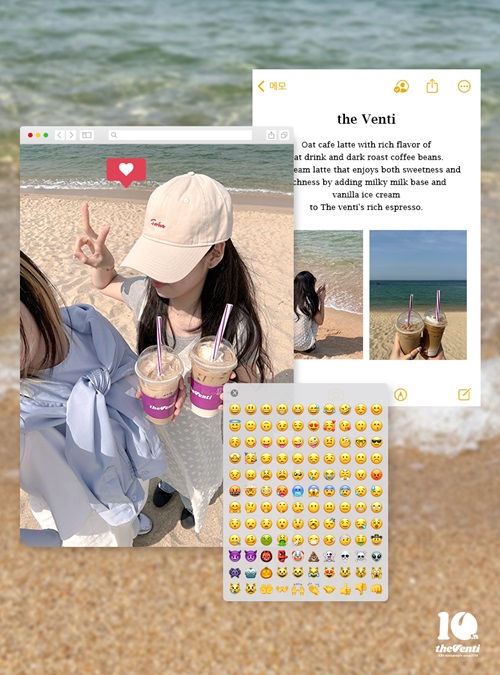 메모
the Venti
Oat cafe latte with rich flavor of
at drink and dark roast coffee beans.
eam latte that enjoys both sweetness and
chness by adding milky milk base and
vanilla ice cream
to The venti's rich espresso.
theVenti
10
theVenti